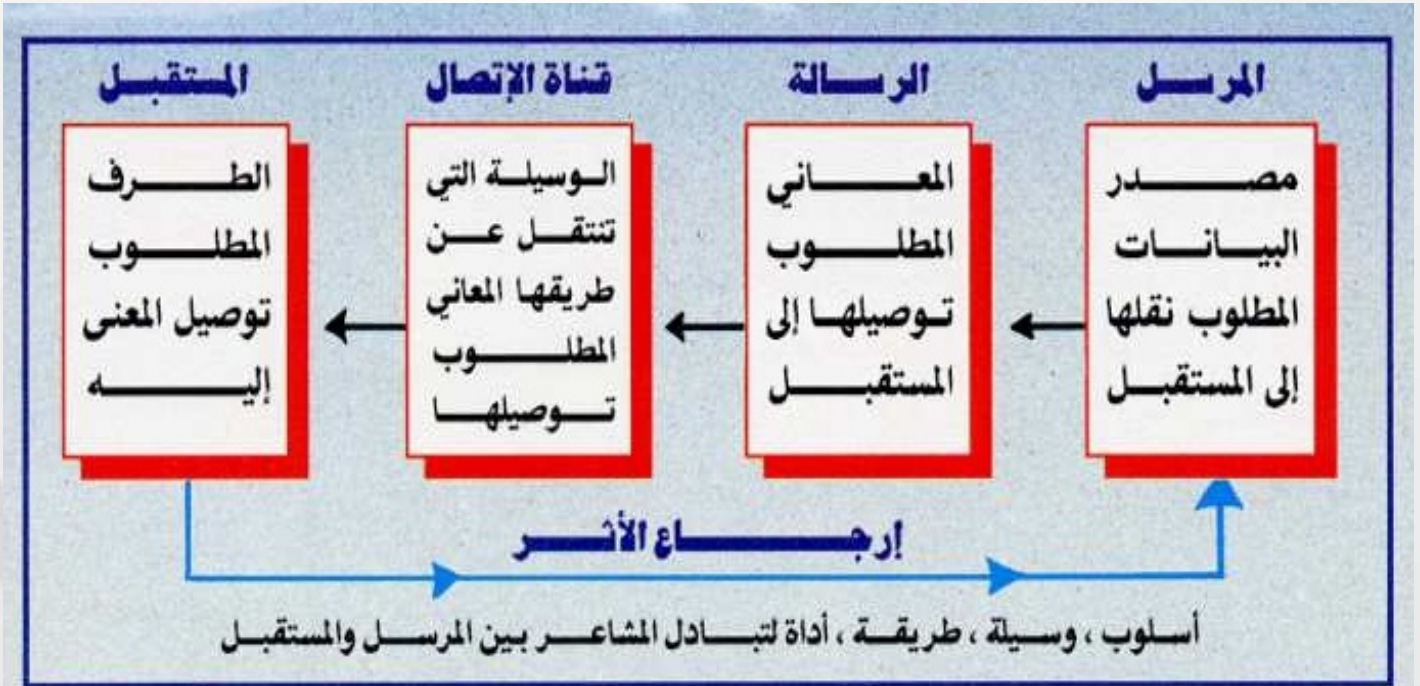 المرسل
الرسالة
قناة الإتصال
المستقبل
مصدر
البيانات
المطلوب نقلها
إلى المستقبل
المعاني
المطلوب
توصيلها إلى
المستقبل
الوسيلة التي
تنتقل عن
طريقها المعاني
المطلوب
توصيلها
الطرف
المطلوب
توصيل المعنى
إليه
إرجاع الأثر
أسلوب ، وسيلة ، طريقة ، أداة لتبادل المشاعر بين المرسل والمستقبل